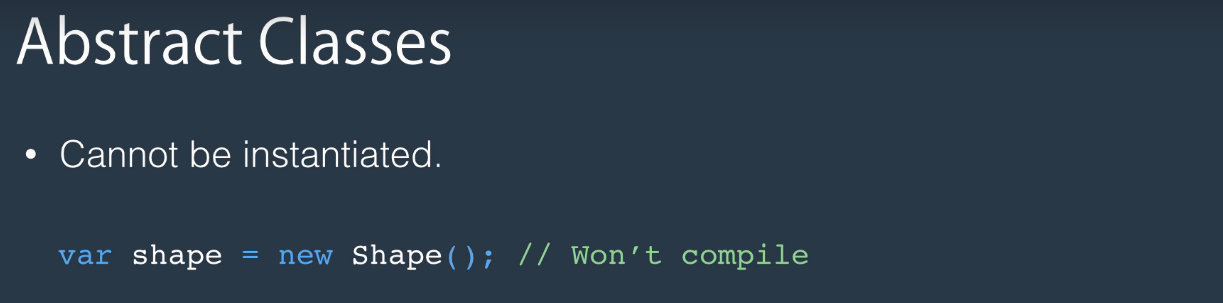 Abstract Classes
• Cannot be instantiated.
var shape = new Shape(); // Won’t compile